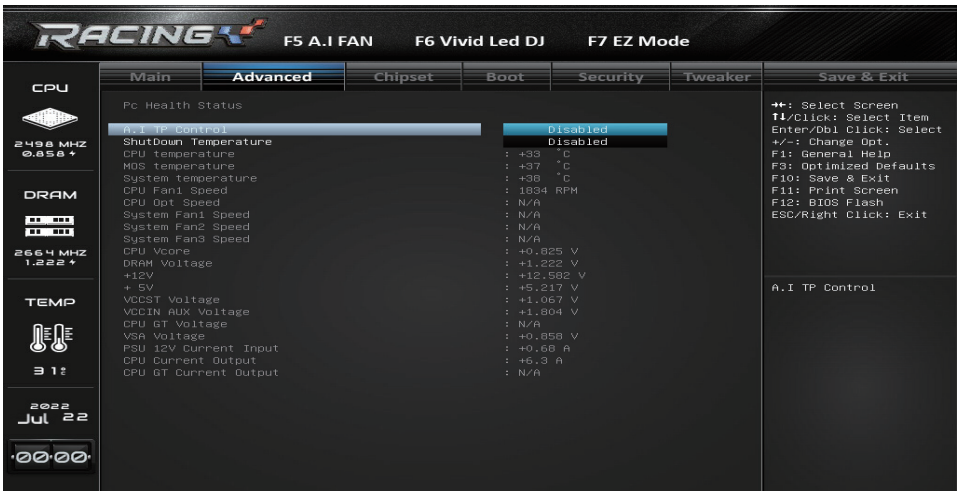 RACING F5 A.I FAN F6 Vivid Led DJ F7 EZ Mode
Main Advanced Chipset Boot Security Tweaker Save & Exit
CPU
2498 MHZ
0.858
DRAM
2664 MHZ
1.222
TEMP
31°
2022
Jul 22
00:00
Pc Health Status
A.I TP Control Disabled
ShutDown Temperature Disabled
CPU temperature : +33 °C
MOS temperature : +37 °C
System temperature : +38 °C
CPU Fan1 Speed : 1834 RPM
CPU Opt Speed : N/A
System Fan1 Speed : N/A
System Fan2 Speed : N/A
System Fan3 Speed : N/A
CPU Vcore : +0.825 V
DRAM Voltage : +1.222 V
+12V : +12.582 V
+ 5V : +5.217 V
VCCST Voltage : +1.067 V
VCCIN AUX Voltage : +1.804 V
CPU GT Voltage : N/A
VSA Voltage : +0.858 V
PSU 12V Current Input : +0.68 A
CPU Current Output : +6.3 A
CPU GT Current Output : N/A
→←: Select Screen
↑↓/Click: Select Item
Enter/Dbl Click: Select
+/-: Change Opt.
F1: General Help
F3: Optimized Defaults
F10: Save & Exit
F11: Print Screen
F12: BIOS Flash
ESC/Right Click: Exit
A.I TP Control